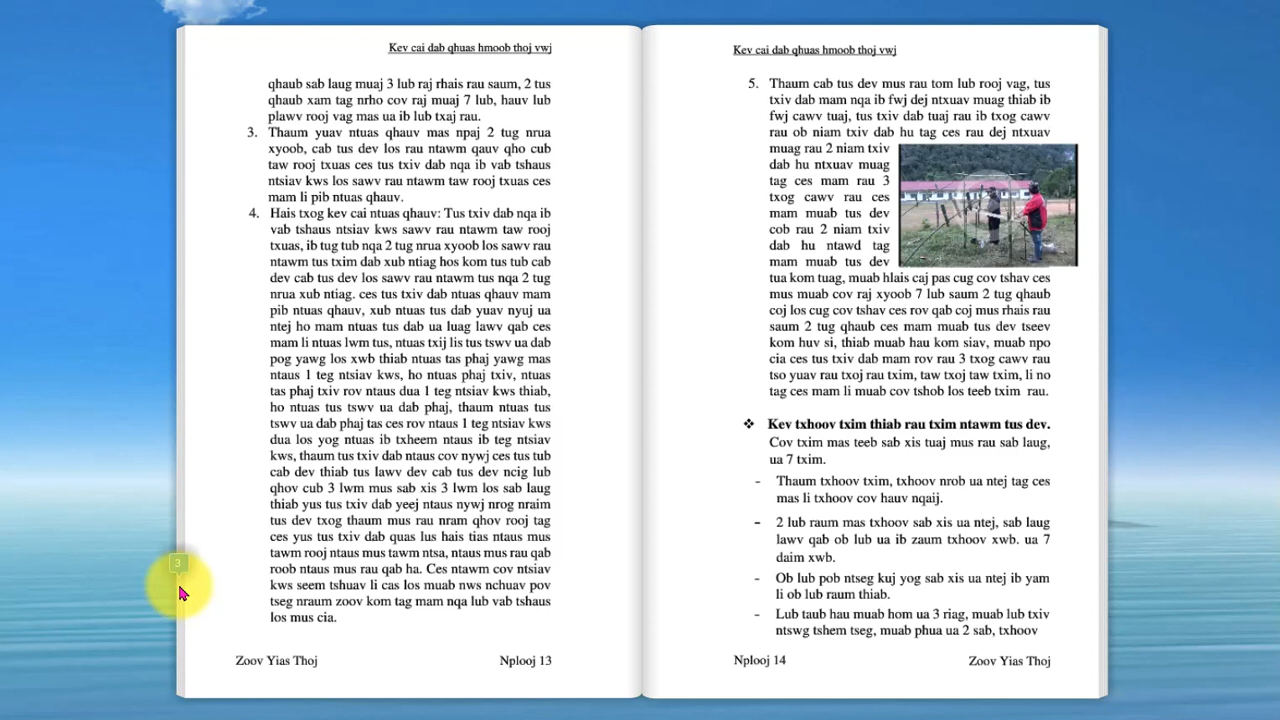 Kev cai dab qhuas hmoob thoj vwj
qhaub sab laug muaj 3 lub raj rhais rau saum, 2 tus
qhaub xam tag nrho cov raj muaj 7 lub, hauv lub
plawv rooj vag mas ua ib lub txaj rau.
3. Thaum yuav ntuas qhauv mas npaj 2 tug nrua
xyoob, cab tus dev los rau ntawm qauv qho cub
taw rooj txuas ces tus txiv dab nqa ib vab tshaus
ntsiav kws los sawv rau ntawm taw rooj txuas ces
mam li pib ntuas qhauv.
4. Hais txog kev cai ntuas qhauv: Tus txiv dab nqa ib
vab tshaus ntsiav kws sawv rau ntawm taw rooj
txuas, ib tug tub nqa 2 tug nrua xyoob los sawv rau
ntawm tus txim dab xub ntiag hos kom tus tub cab
dev cab tus dev los sawv rau ntawm tus nqa 2 tug
nrua xub ntiag. ces tus txiv dab ntuas qhauv mam
pib ntuas qhauv, xub ntuas tus dab yuav nyuj ua
ntej ho mam ntuas tus dab ua luag lawv qab ces
mam li ntuas lwm tus, ntuas txij lis tus tswv ua dab
pog yawg los xwb thiab ntuas tas phaj yawg mas
ntaus 1 teg ntsiav kws, ho ntuas phaj txiv, ntuas
tas phaj txiv rov ntaus dua 1 teg ntsiav kws thiab,
ho ntuas tus tswv ua dab phaj, thaum ntuas tus
tswv ua dab phaj tas ces rov ntaus 1 teg ntsiav kws
dua los yog ntuas ib txheem ntaus ib teg ntsiav
kws, thaum tus txiv dab ntaus cov nywj ces tus tub
cab dev thiab tus lawv dev cab tus dev ncig lub
qhov cub 3 lwm mus sab xis 3 lwm los sab laug
thiab yus tus txiv dab yeej ntaus nywj nrog nraim
tus dev txog thaum mus rau nram qhov rooj tag
ces yus tus txiv dab quas lus hais tias ntaus mus
tawm rooj ntaus mus tawm ntsa, ntaus mus rau qab
roob ntaus mus rau qab ha. Ces ntawm cov ntsiav
kws seem tshuav li cas los muab nws nchuav pov
tseg nraum zoov kom tag mam nqa lub vab tshaus
los mus cia.
Zoov Yias Thoj Nplooj 13
3
Kev cai dab qhuas hmoob thoj vwj
5. Thaum cab tus dev mus rau tom lub rooj vag, tus
txiv dab mam nqa ib fwj dej ntxuav muag thiab ib
fwj cawv tuaj, tus txiv dab tuaj rau ib txog cawv
rau ob niam txiv dab hu tag ces rau dej ntxuav
muag rau 2 niam txiv
dab hu ntxuav muag
tag ces mam rau 3
txog cawv rau ces
mam muab tus dev
cob rau 2 niam txiv
dab hu ntawd tag
mam muab tus dev
tua kom tuag, muab hlais caj pas cug cov tshav ces
mus muab cov raj xyoob 7 lub saum 2 tug qhaub
coj los cug cov tshav ces rov qab coj mus rhais rau
saum 2 tug qhaub ces mam muab tus dev tseev
kom huv si, thiab muab hau kom siav, muab npo
cia ces tus txiv dab mam rov rau 3 txog cawv rau
tso yuav rau txoj rau txim, taw txoj taw txim, li no
tag ces mam li muab cov tshob los teeb txim rau.
❖ Kev txhoov txim thiab rau txim ntawm tus dev.
Cov txim mas teeb sab xis tuaj mus rau sab laug,
ua 7 txim.
- Thaum txhoov txim, txhoov nrob ua ntej tag ces
mas li txhoov cov hauv nqaij.
- 2 lub raum mas txhoov sab xis ua ntej, sab laug
lawv qab ob lub ua ib zaum txhoov xwb. ua 7
daim xwb.
- Ob lub pob ntseg kuj yog sab xis ua ntej ib yam
li ob lub raum thiab.
- Lub taub hau muab hom ua 3 riag, muab lub txiv
ntswg tshem tseg, muab phua ua 2 sab, txhoov
Nplooj 14 Zoov Yias Thoj